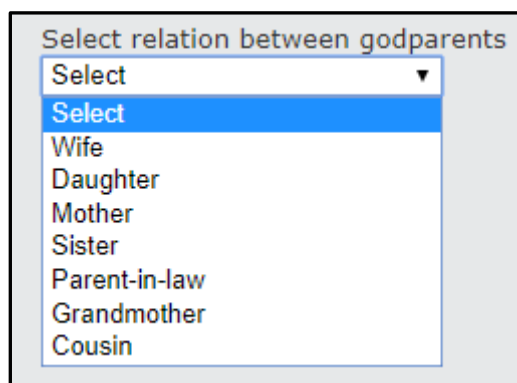 Select relation between godparents
Select
Select
Wife
Daughter
Mother
Sister
Parent-in-law
Grandmother
Cousin